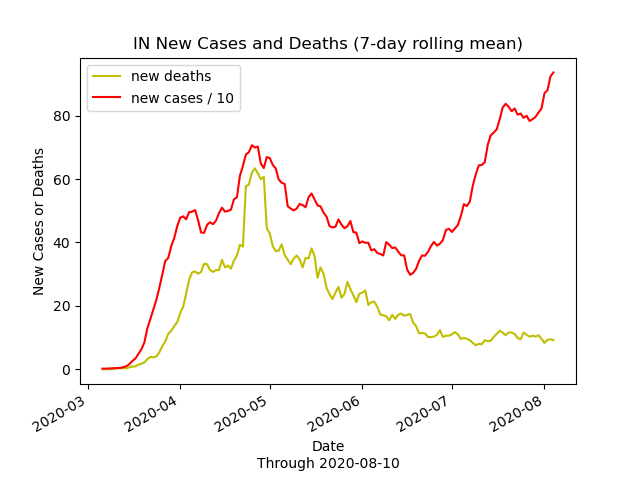 IN New Cases and Deaths (7-day rolling mean)
new deaths
new cases / 10
New Cases or Deaths
80
60
40
20
0
2020-03
2020-04
2020-05
2020-06
2020-07
2020-08
Date
Through 2020-08-10